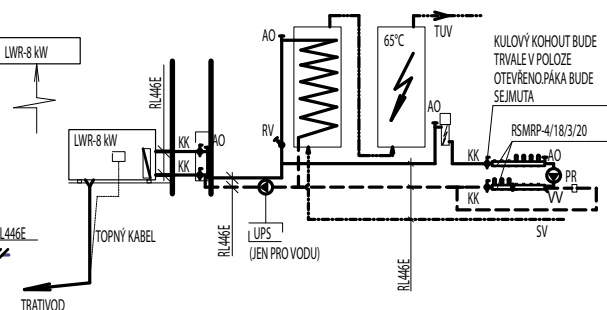 LWR-8 kW
LWR-8 kW
L446E
TOPNÝ KABEL
TRATIVOD
RL446E
KK
KK
AO
RL446E
UPS
(JEN PRO VODU)
AO
RV
65°C
TUV
AO
RL446E
KULOVÝ KOHOUT BUDE
TRVALE V POLOZE
OTEVŘENO.PÁKA BUDE
SEJMUTA
RSMRP-4/18/3/20
KK
AO
PR
KK
VV
SV